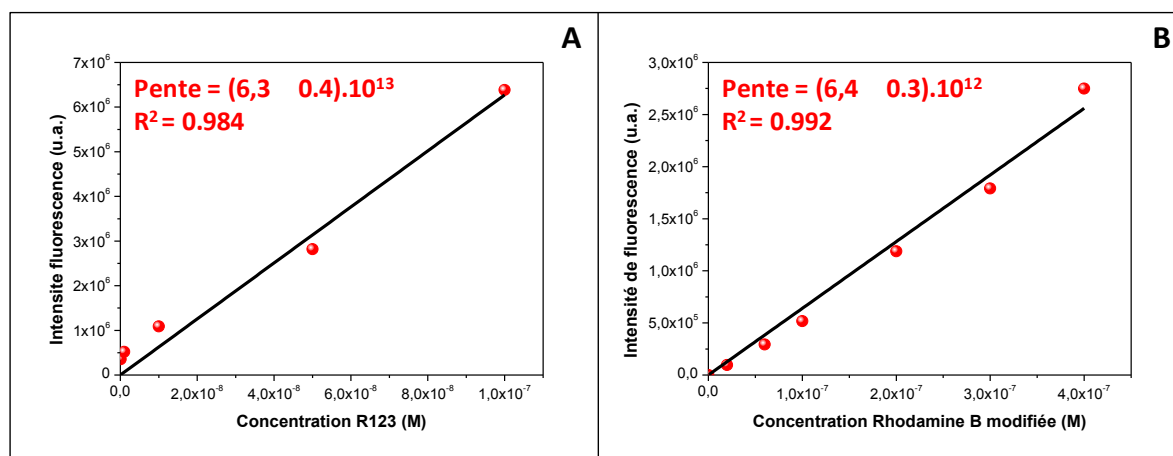 A
Pente = (6,3 0.4).10¹³
R² = 0.984
Intensite fluorescence (u.a.)
7x10⁶
6x10⁶
5x10⁶
4x10⁶
3x10⁶
2x10⁶
1x10⁶
0
0,0 2,0x10⁻⁸ 4,0x10⁻⁸ 6,0x10⁻⁸ 8,0x10⁻⁸ 1,0x10⁻⁷
Concentration R123 (M)
B
Pente = (6,4 0.3).10¹²
R² = 0.992
Intensité de fluorescence (u.a.)
3,0x10⁶
2,5x10⁶
2,0x10⁶
1,5x10⁶
1,0x10⁶
5,0x10⁵
0,0
0,0 1,0x10⁻⁷ 2,0x10⁻⁷ 3,0x10⁻⁷ 4,0x10⁻⁷
Concentration Rhodamine B modifiée (M)